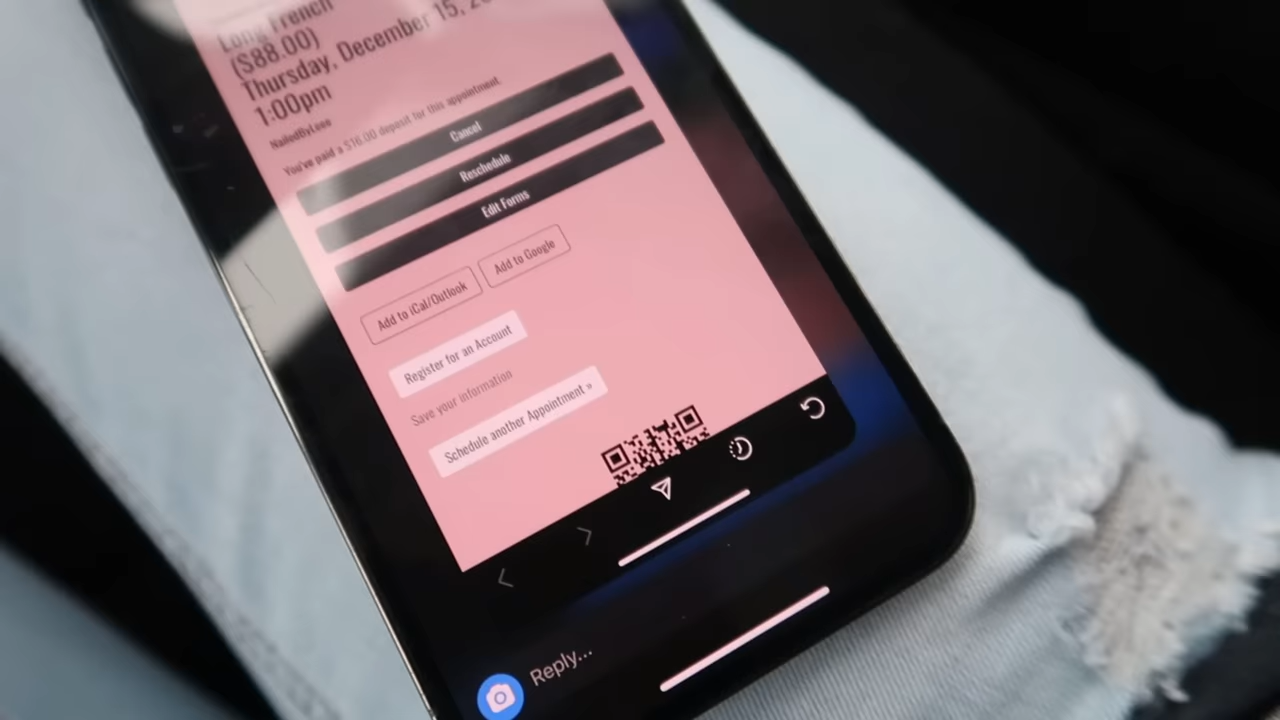 Long French
($88.00)
Thursday, December 15, 20
1:00pm
NailedByLexe
You've paid a $16.00 deposit for this appointment.
Cancel
Reschedule
Edit Forms
Add to iCal/Outlook
Add to Google
Register for an Account
Save your information
Schedule another Appointment »
Reply...